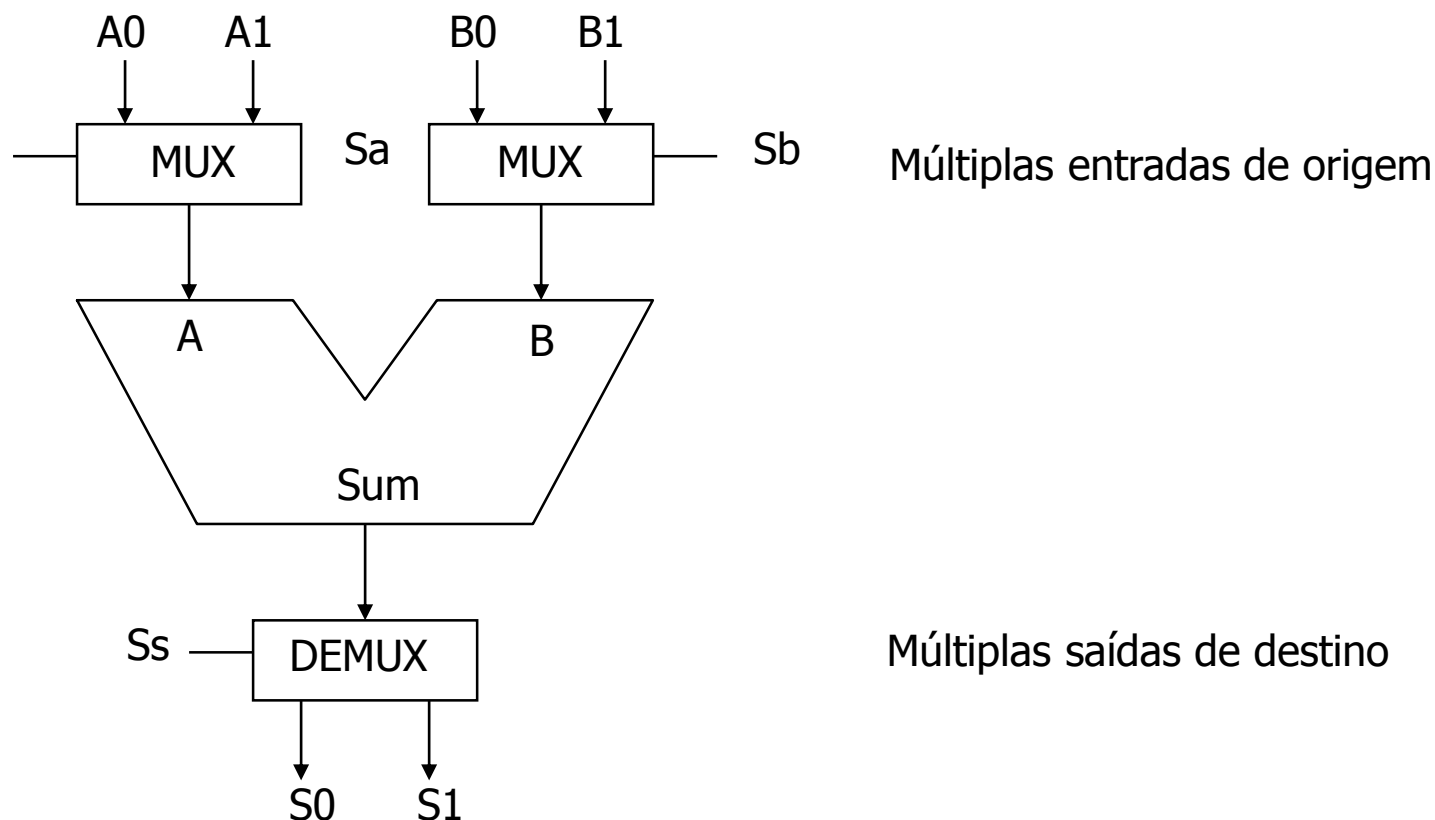 A0 A1 B0 B1
MUX Sa MUX Sb Múltiplas entradas de origem
A B
Sum
Ss DEMUX Múltiplas saídas de destino
S0 S1